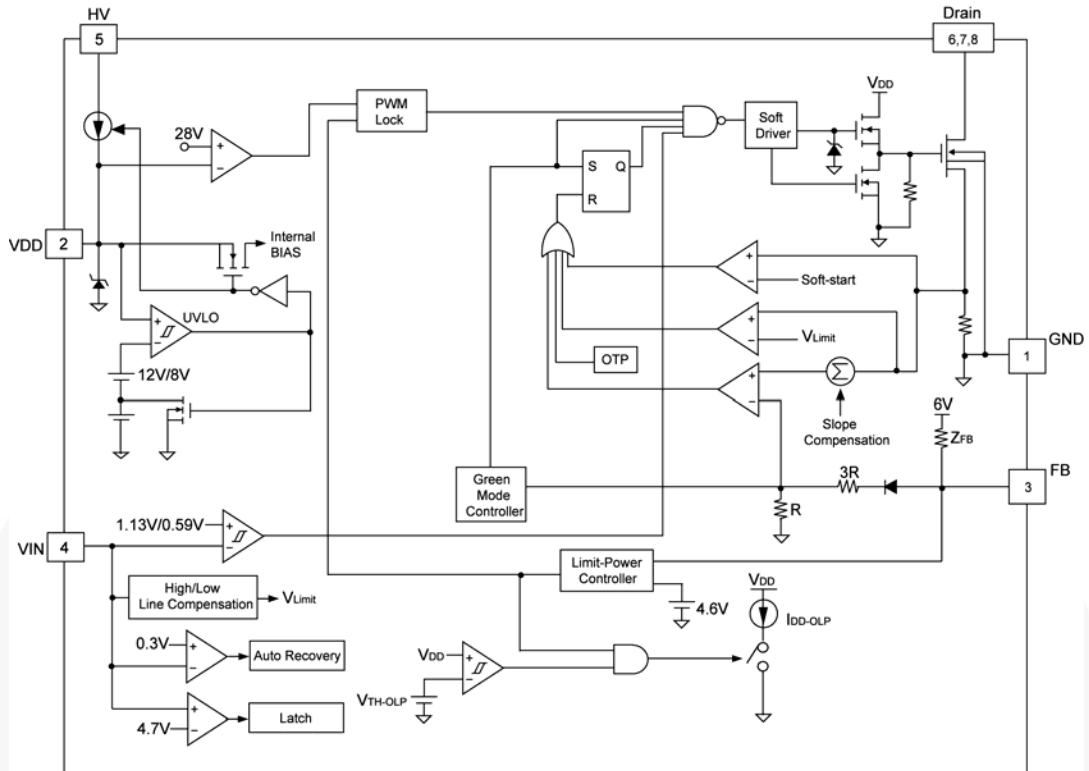 HV
5
Drain
6,7,8
VDD
28V
+
−
PWM
Lock
Soft
Driver
S
Q
R
VDD
2
Internal
BIAS
+
−
UVLO
12V/8V
+
−
Soft-start
+
−
VLimit
OTP
+
−
Σ
Slope
Compensation
GND
1
6V
ZFB
FB
3
3R
R
Green
Mode
Controller
VIN
4
1.13V/0.59V
+
−
High/Low
Line Compensation
VLimit
Limit-Power
Controller
4.6V
VDD
IDD-OLP
0.3V
+
−
Auto Recovery
VDD
+
−
VTH-OLP
4.7V
+
−
Latch